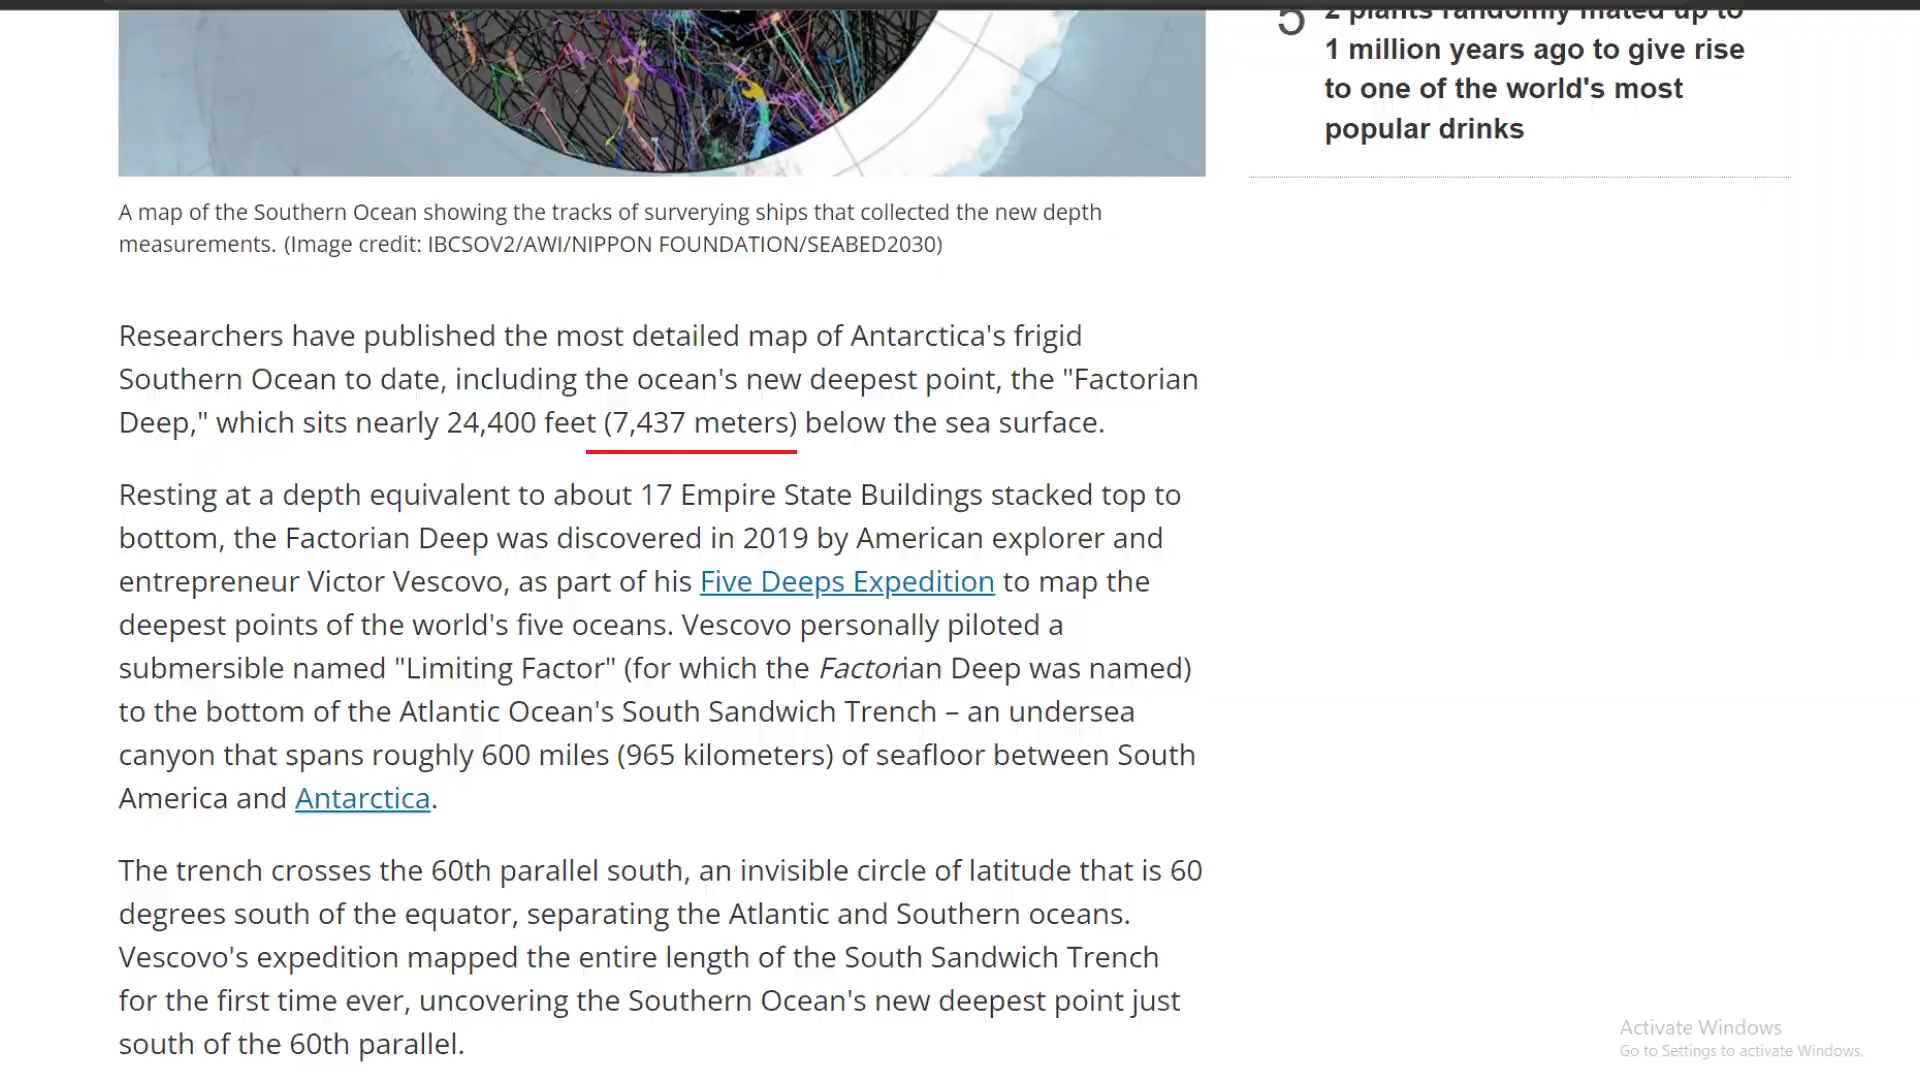 5 2 plants randomly mated up to
1 million years ago to give rise
to one of the world's most
popular drinks
A map of the Southern Ocean showing the tracks of surverying ships that collected the new depth
measurements. (Image credit: IBCSOV2/AWI/NIPPON FOUNDATION/SEABED2030)
Researchers have published the most detailed map of Antarctica's frigid
Southern Ocean to date, including the ocean's new deepest point, the "Factorian
Deep," which sits nearly 24,400 feet (7,437 meters) below the sea surface.
Resting at a depth equivalent to about 17 Empire State Buildings stacked top to
bottom, the Factorian Deep was discovered in 2019 by American explorer and
entrepreneur Victor Vescovo, as part of his Five Deeps Expedition to map the
deepest points of the world's five oceans. Vescovo personally piloted a
submersible named "Limiting Factor" (for which the Factorian Deep was named)
to the bottom of the Atlantic Ocean's South Sandwich Trench – an undersea
canyon that spans roughly 600 miles (965 kilometers) of seafloor between South
America and Antarctica.
The trench crosses the 60th parallel south, an invisible circle of latitude that is 60
degrees south of the equator, separating the Atlantic and Southern oceans.
Vescovo's expedition mapped the entire length of the South Sandwich Trench
for the first time ever, uncovering the Southern Ocean's new deepest point just
south of the 60th parallel.
Activate Windows
Go to Settings to activate Windows.